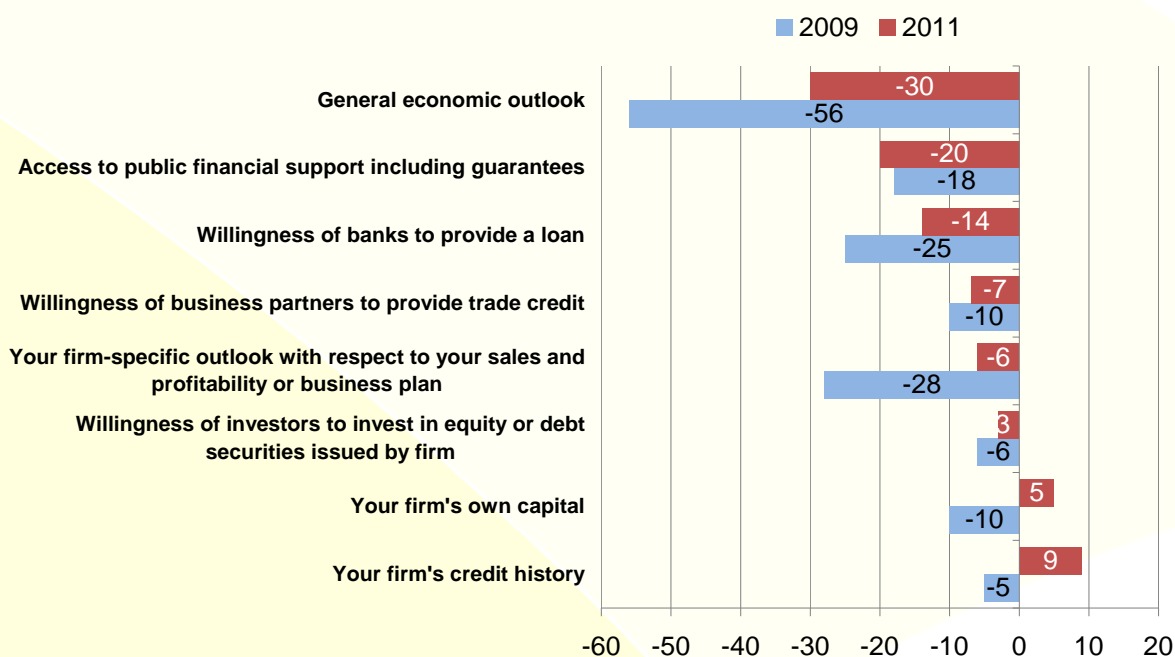 2009 2011
General economic outlook
-30
-56
Access to public financial support including guarantees
-20
-18
Willingness of banks to provide a loan
-14
-25
Willingness of business partners to provide trade credit
-7
-10
Your firm-specific outlook with respect to your sales and
profitability or business plan
-6
-28
Willingness of investors to invest in equity or debt
securities issued by firm
-3
-6
Your firm's own capital
5
-10
Your firm's credit history
9
-5
-60 -50 -40 -30 -20 -10 0 10 20